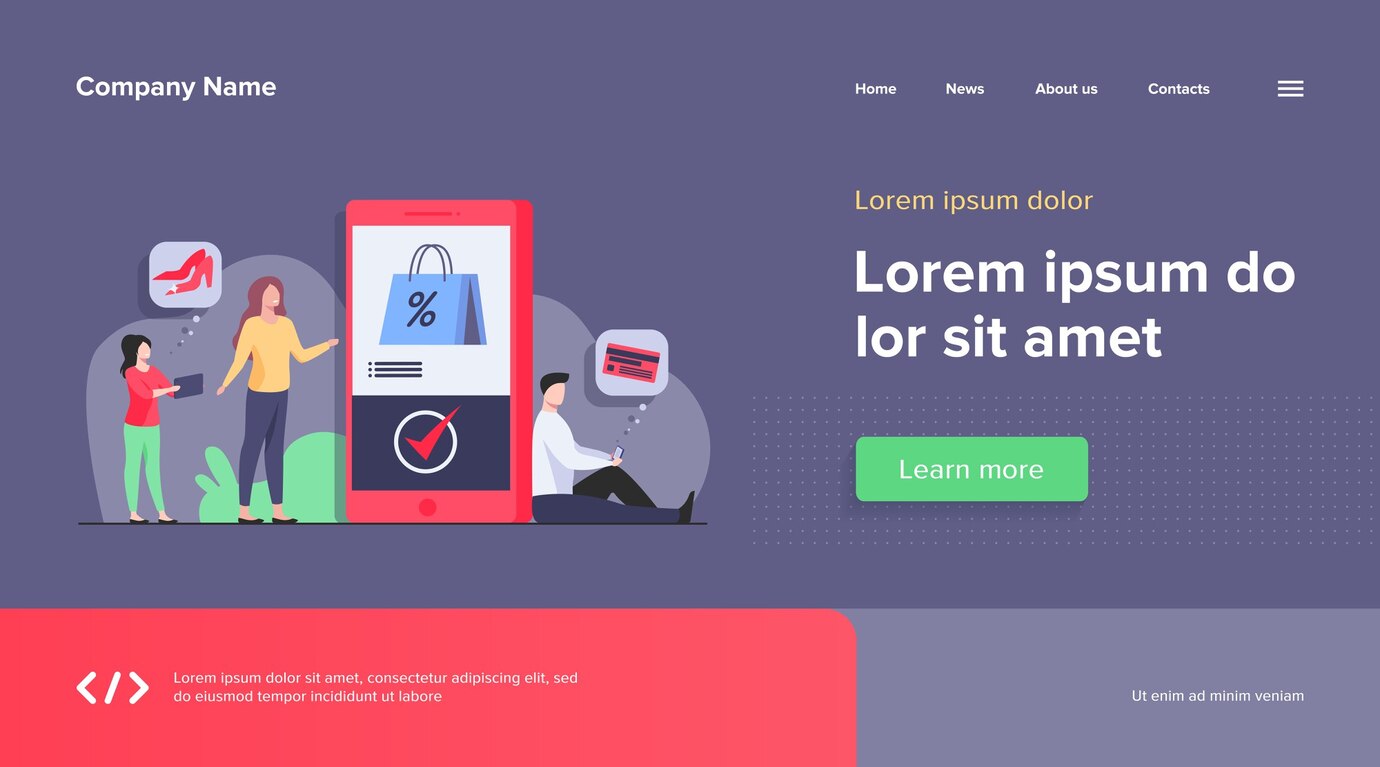 Company Name
Home News About us Contacts
Lorem ipsum dolor
Lorem ipsum do
lor sit amet
%
Learn more
</>
Lorem ipsum dolor sit amet, consectetur adipiscing elit, sed
do eiusmod tempor incididunt ut labore
Ut enim ad minim veniam